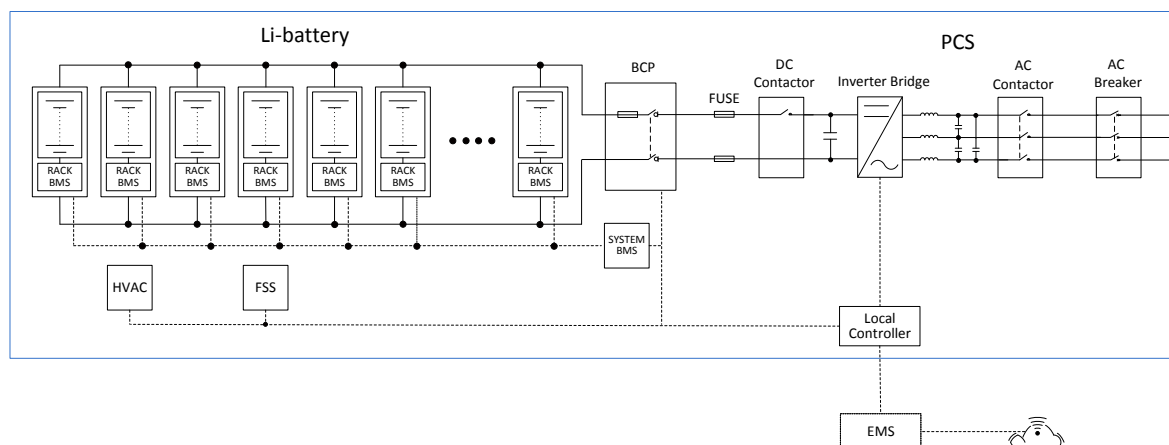 Li-battery
PCS
BCP
DC
Contactor
Inverter Bridge
AC
Contactor
AC
Breaker
FUSE
RACK
BMS
RACK
BMS
RACK
BMS
RACK
BMS
RACK
BMS
RACK
BMS
RACK
BMS
SYSTEM
BMS
HVAC
FSS
Local
Controller
EMS